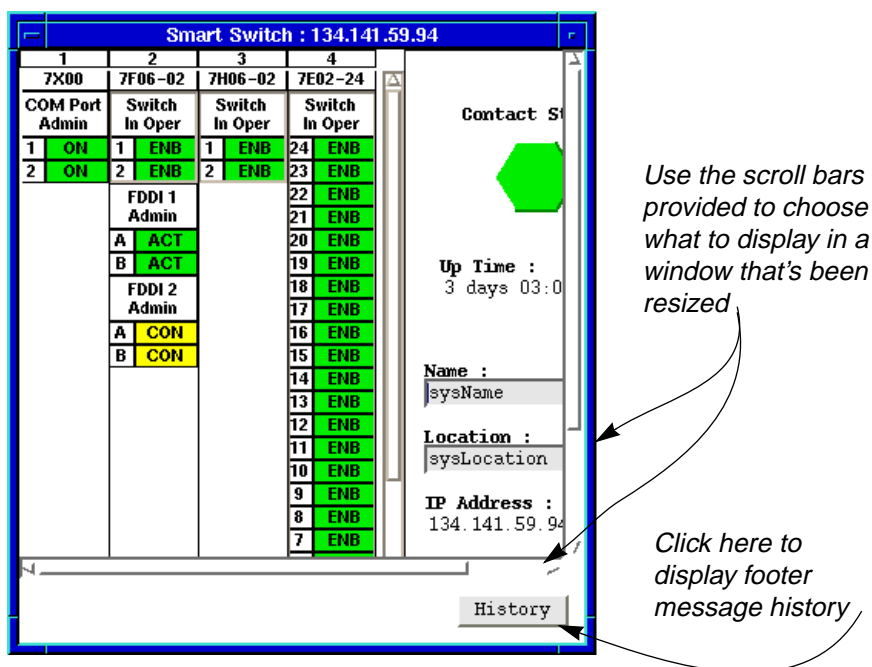 Smart Switch : 134.141.59.94
1 2 3 4
7X00 7F06-02 7H06-02 7E02-24
COM Port Admin
1 ON
2 ON
Switch In Oper
1 ENB
2 ENB
FDDI 1 Admin
A ACT
B ACT
FDDI 2 Admin
A CON
B CON
Switch In Oper
1 ENB
2 ENB
Switch In Oper
24 ENB
23 ENB
22 ENB
21 ENB
20 ENB
19 ENB
18 ENB
17 ENB
16 ENB
15 ENB
14 ENB
13 ENB
12 ENB
11 ENB
10 ENB
9 ENB
8 ENB
7 ENB
Contact St
Up Time :
3 days 03:0
Name :
sysName
Location :
sysLocation
IP Address :
134.141.59.94
History
Use the scroll bars
provided to choose
what to display in a
window that's been
resized
Click here to
display footer
message history